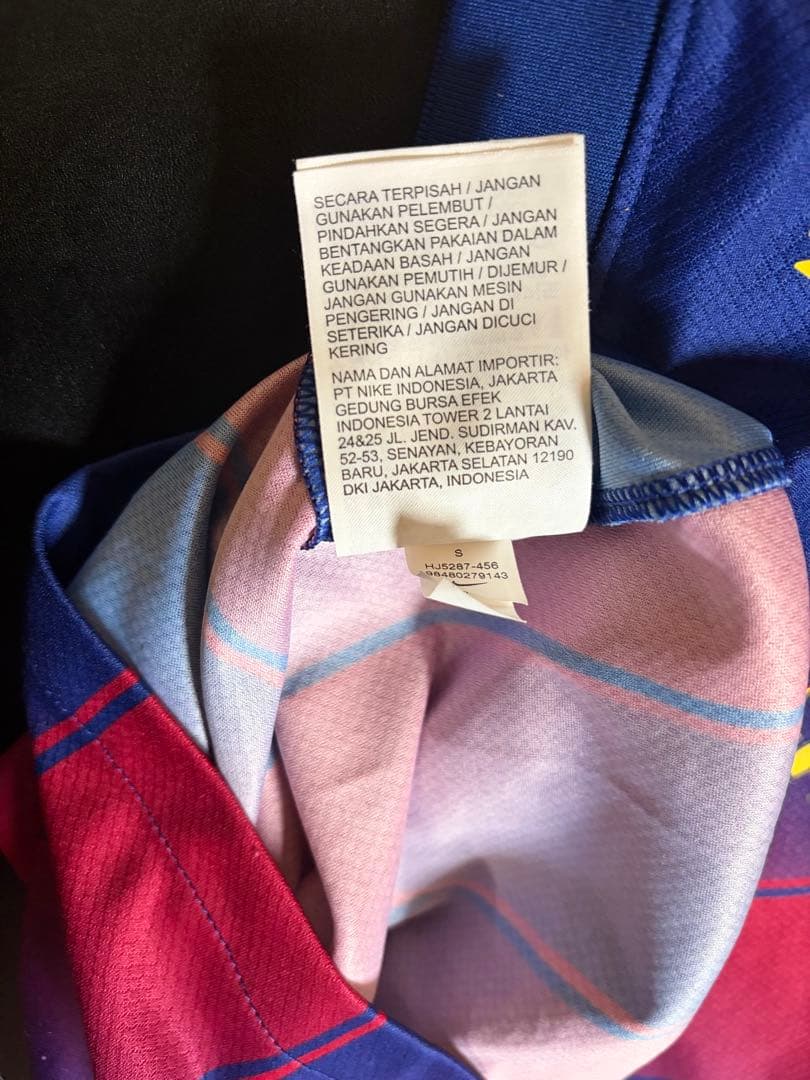 SECARA TERPISAH / JANGAN
GUNAKAN PELEMBUT /
PINDAHKAN SEGERA / JANGAN
BENTANGKAN PAKAIAN DALAM
KEADAAN BASAH / JANGAN
GUNAKAN PEMUTIH / DIJEMUR /
JANGAN GUNAKAN MESIN
PENGERING / JANGAN DI
SETERIKA / JANGAN DICUCI
KERING
NAMA DAN ALAMAT IMPORTIR:
PT NIKE INDONESIA, JAKARTA
GEDUNG BURSA EFEK
INDONESIA TOWER 2 LANTAI
24&25 JL. JEND. SUDIRMAN KAV.
52-53, SENAYAN, KEBAYORAN
BARU, JAKARTA SELATAN 12190
DKI JAKARTA, INDONESIA
S
HJ5287-456